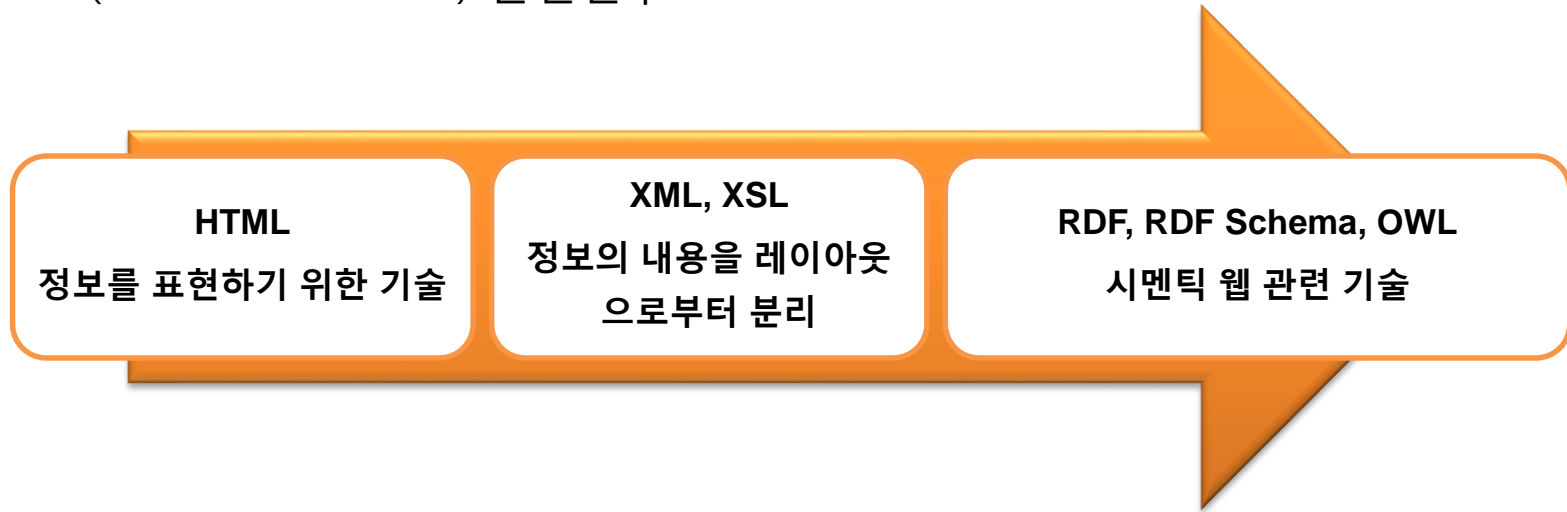 HTML
정보를 표현하기 위한 기술
XML, XSL
정보의 내용을 레이아웃
으로부터 분리
RDF, RDF Schema, OWL
시멘틱 웹 관련 기술